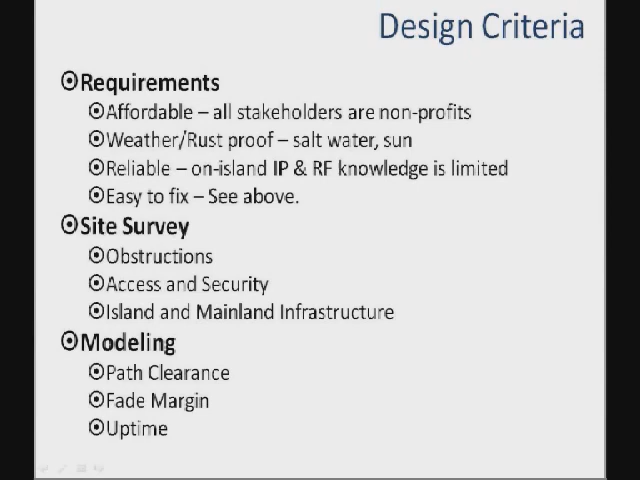 Design Criteria
Requirements
Affordable – all stakeholders are non-profits
Weather/Rust proof – salt water, sun
Reliable – on-island IP & RF knowledge is limited
Easy to fix – See above.
Site Survey
Obstructions
Access and Security
Island and Mainland Infrastructure
Modeling
Path Clearance
Fade Margin
Uptime